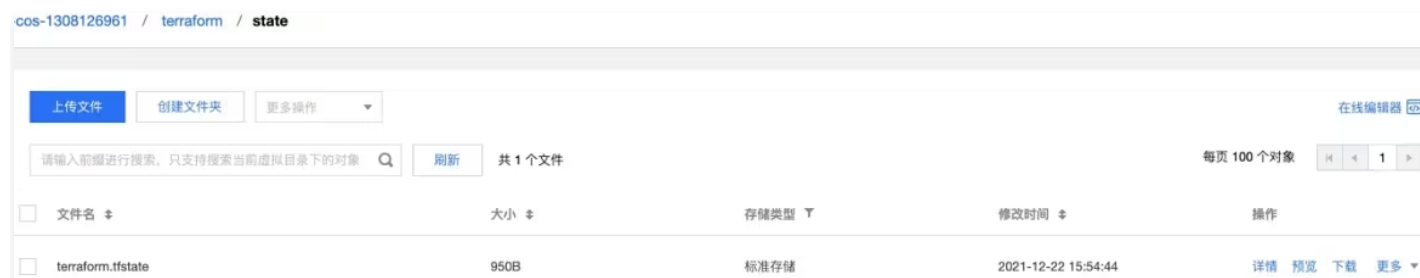 cos-1308126961 / terraform / state
上传文件 创建文件夹 更多操作 在线编辑器
请输入前缀进行搜索，只支持搜索当前虚拟目录下的对象 刷新 共 1 个文件 每页 100 个对象 1
文件名 大小 存储类型 修改时间 操作
terraform.tfstate 950B 标准存储 2021-12-22 15:54:44 详情 预览 下载 更多